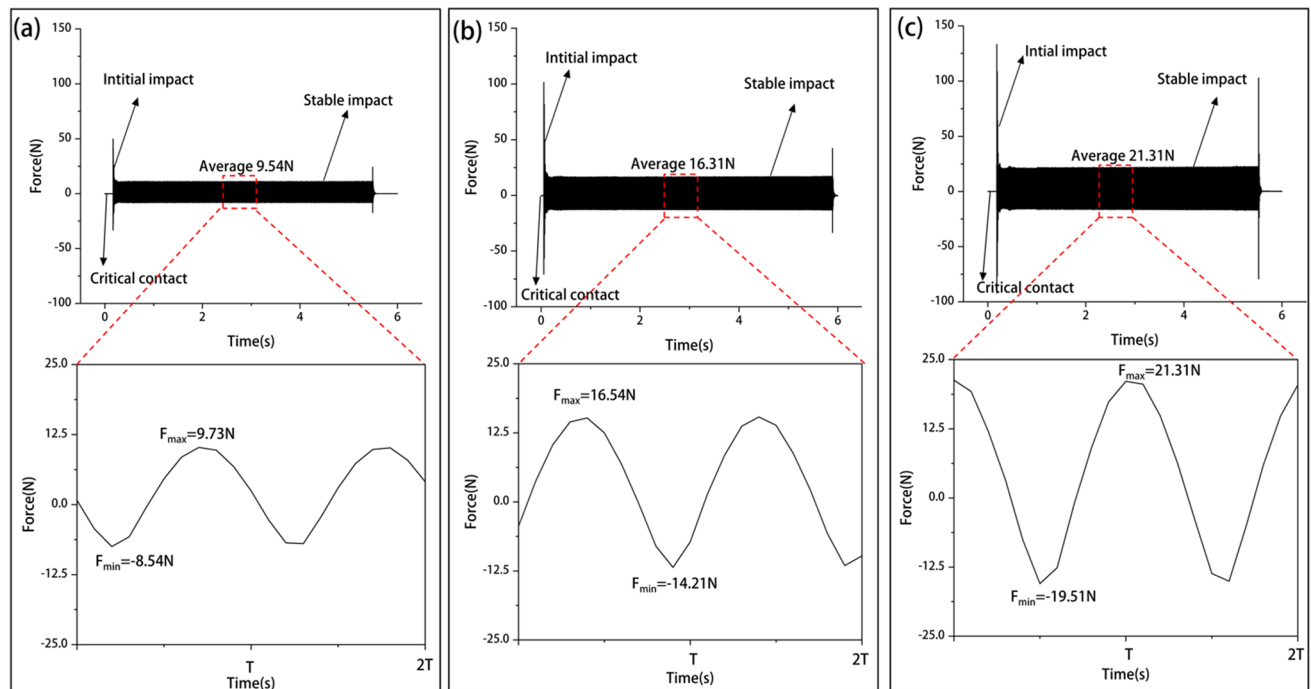 (a)
150
100
50
0
-50
-100
Force(N)
Intitial impact
Stable impact
Average 9.54N
Critical contact
0 2 4 6
Time(s)
25.0
12.5
0.0
-12.5
-25.0
Force(N)
Fmax=9.73N
Fmin=-8.54N
T 2T
Time(s)
(b)
150
100
50
0
-50
-100
Force(N)
Intitial impact
Stable impact
Average 16.31N
Critical contact
0 2 4 6
Time(s)
25.0
12.5
0.0
-12.5
-25.0
Force(N)
Fmax=16.54N
Fmin=-14.21N
T 2T
Time(s)
(c)
150
100
50
0
-50
-100
Force(N)
Intial impact
Stable impact
Average 21.31N
Critical contact
0 2 4 6
Time(s)
25.0
12.5
0.0
-12.5
-25.0
Force(N)
Fmax=21.31N
Fmin=-19.51N
T 2T
Time(s)